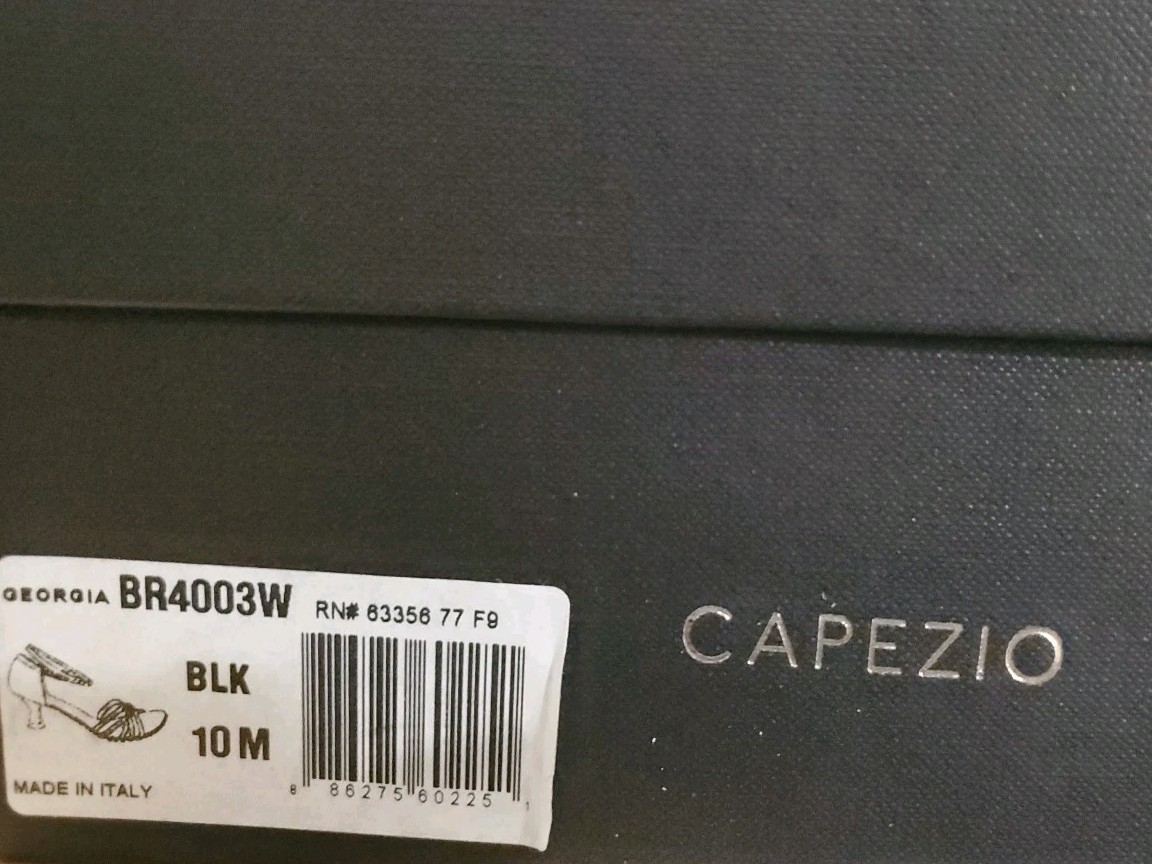 GEORGIA BR4003W RN# 63356 77 F9
BLK
10 M
MADE IN ITALY
8 86275 60225 1
CAPEZIO